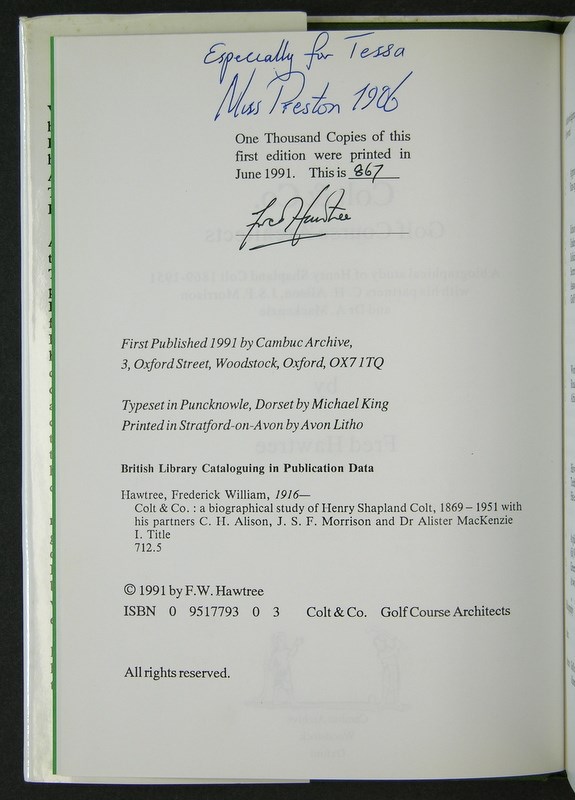 Especially for Tessa
Miss Preston 1986
One Thousand Copies of this
first edition were printed in
June 1991. This is 867
Fred Hawtree
First Published 1991 by Cambuc Archive,
3, Oxford Street, Woodstock, Oxford, OX7 1TQ
Typeset in Puncknowle, Dorset by Michael King
Printed in Stratford-on-Avon by Avon Litho
British Library Cataloguing in Publication Data
Hawtree, Frederick William, 1916—
Colt & Co. : a biographical study of Henry Shapland Colt, 1869 – 1951 with
his partners C. H. Alison, J. S. F. Morrison and Dr Alister MacKenzie
I. Title
712.5
© 1991 by F.W. Hawtree
ISBN 0 9517793 0 3 Colt & Co. Golf Course Architects
All rights reserved.